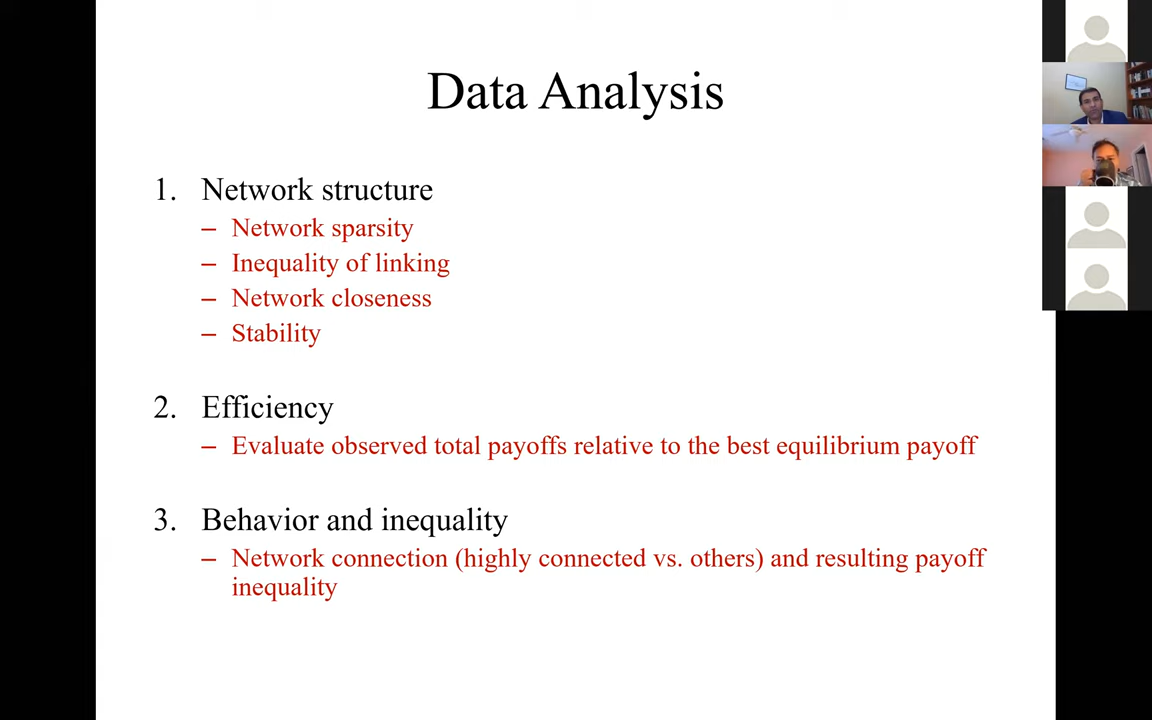 Data Analysis
1. Network structure
– Network sparsity
– Inequality of linking
– Network closeness
– Stability
2. Efficiency
– Evaluate observed total payoffs relative to the best equilibrium payoff
3. Behavior and inequality
– Network connection (highly connected vs. others) and resulting payoff
inequality